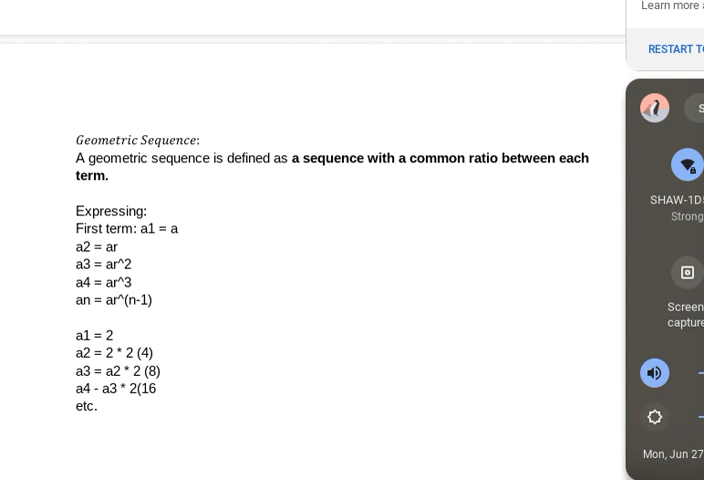 Learn more
RESTART
Geometric Sequence:
A geometric sequence is defined as a sequence with a common ratio between each
term.
Expressing:
First term: a1 = a
a2 = ar
a3 = ar^2
a4 = ar^3
an = ar^(n-1)
a1 = 2
a2 = 2 * 2 (4)
a3 = a2 * 2 (8)
a4 - a3 * 2(16
etc.
S
SHAW-1D
Strong
Screen
capture
Mon, Jun 27